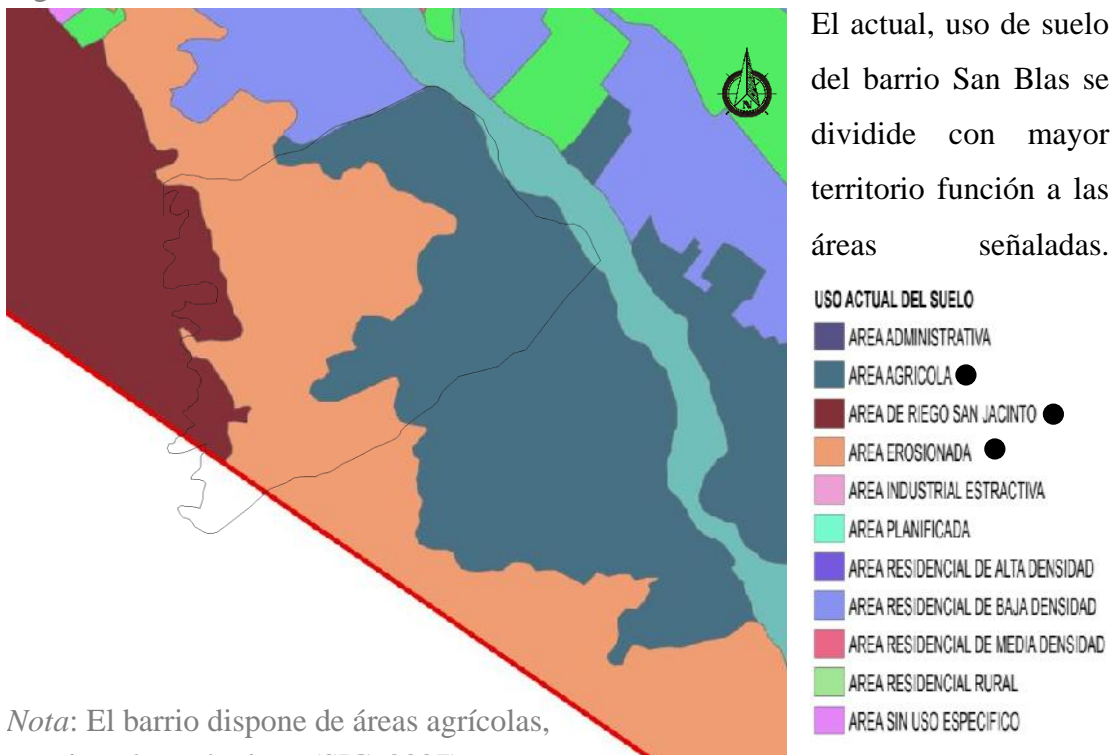 El actual, uso de suelo
del barrio San Blas se
dividide con mayor
territorio función a las
áreas señaladas.
N
USO ACTUAL DEL SUELO
AREA ADMINISTRATIVA
AREA AGRICOLA
AREA DE RIEGO SAN JACINTO
AREA EROSIONADA
AREA INDUSTRIAL ESTRACTIVA
AREA PLANIFICADA
AREA RESIDENCIAL DE ALTA DENSIDAD
AREA RESIDENCIAL DE BAJA DENSIDAD
AREA RESIDENCIAL DE MEDIA DENSIDAD
AREA RESIDENCIAL RURAL
AREA SIN USO ESPECIFICO
Nota: El barrio dispone de áreas agrícolas,